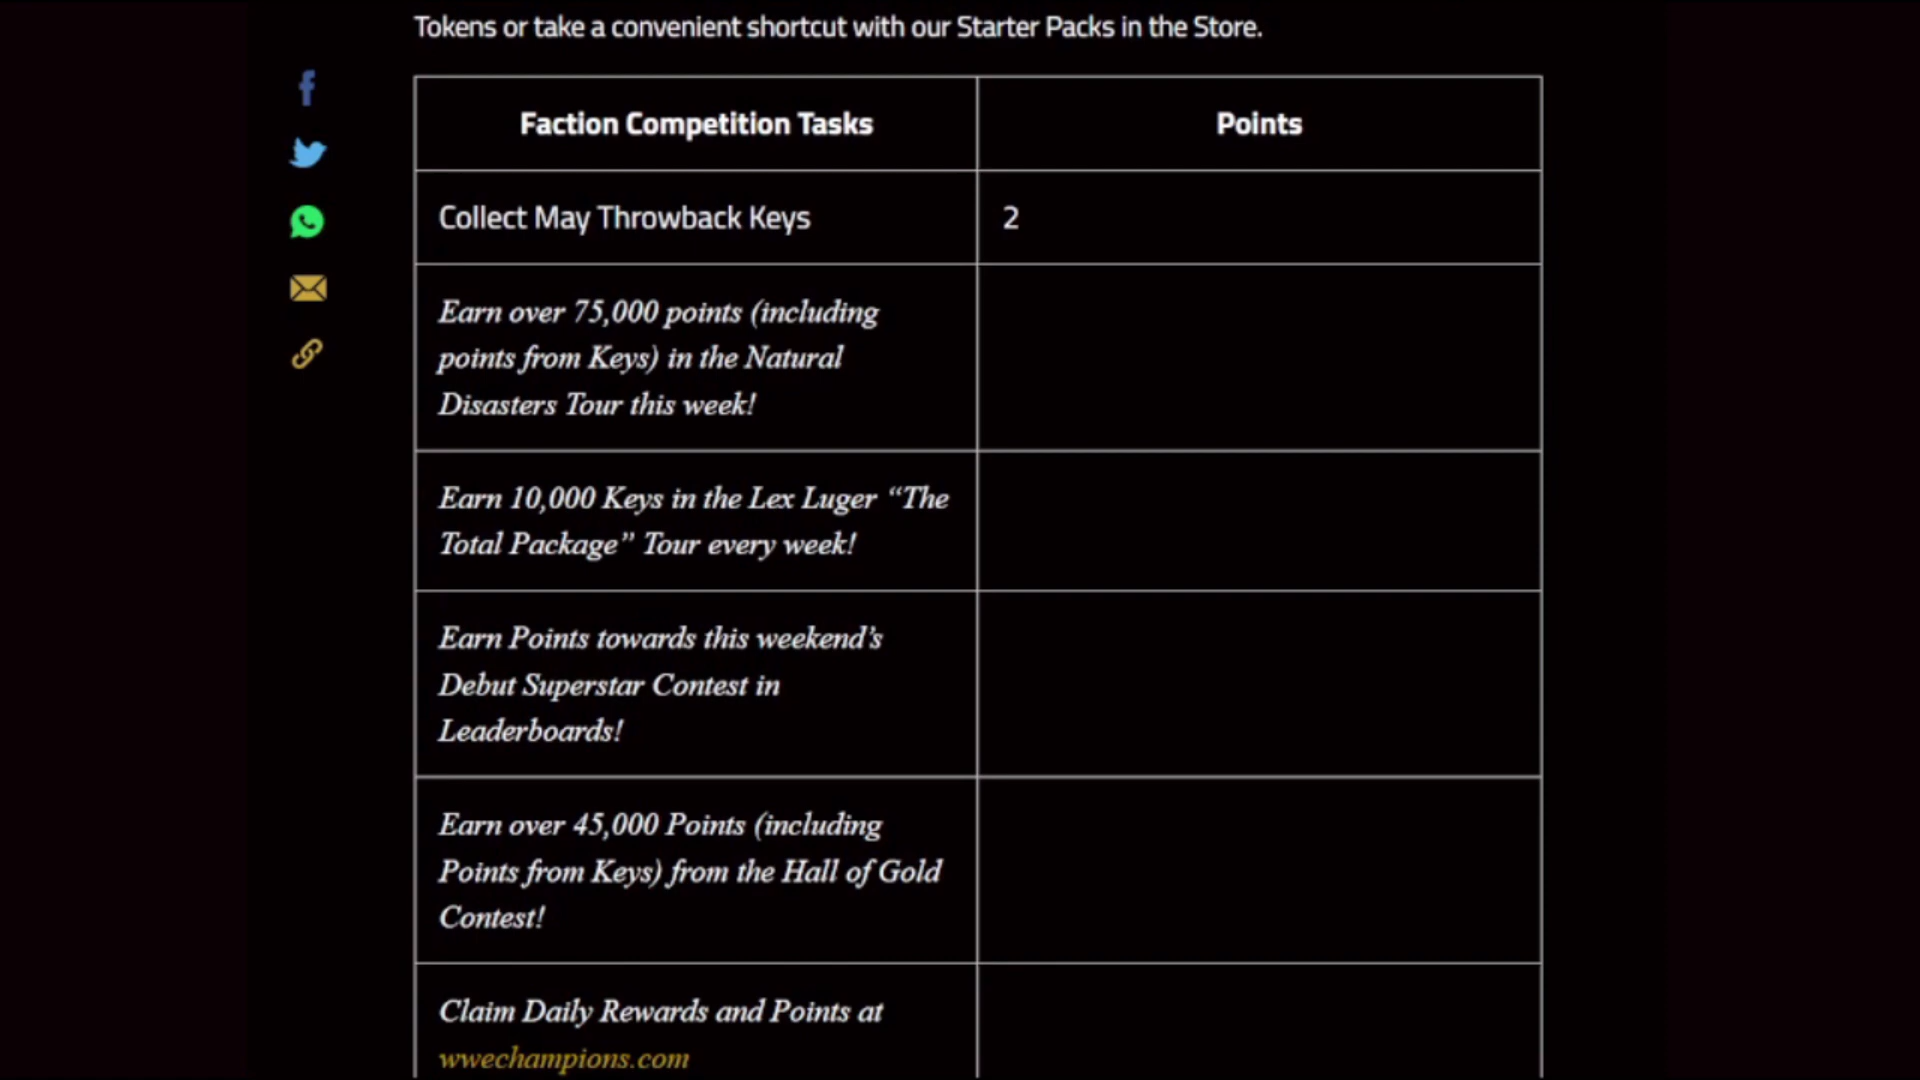 Tokens or take a convenient shortcut with our Starter Packs in the Store.
Faction Competition Tasks
Points
Collect May Throwback Keys
2
Earn over 75,000 points (including
points from Keys) in the Natural
Disasters Tour this week!
Earn 10,000 Keys in the Lex Luger “The
Total Package” Tour every week!
Earn Points towards this weekend’s
Debut Superstar Contest in
Leaderboards!
Earn over 45,000 Points (including
Points from Keys) from the Hall of Gold
Contest!
Claim Daily Rewards and Points at
wwechampions.com